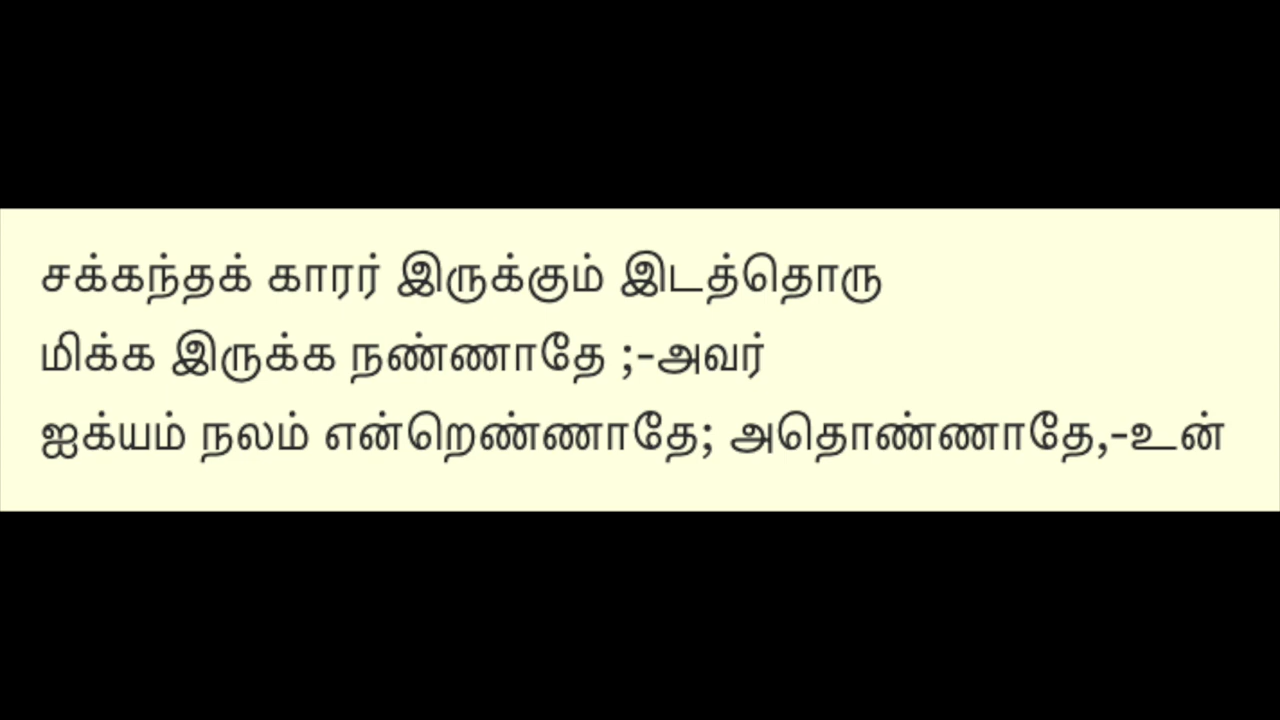 சக்கந்தக் காரர் இருக்கும் இடத்தொரு
மிக்க இருக்க நண்ணாதே ;-அவர்
ஐக்யம் நலம் என்றெண்ணாதே; அதொண்ணாதே,-உன்